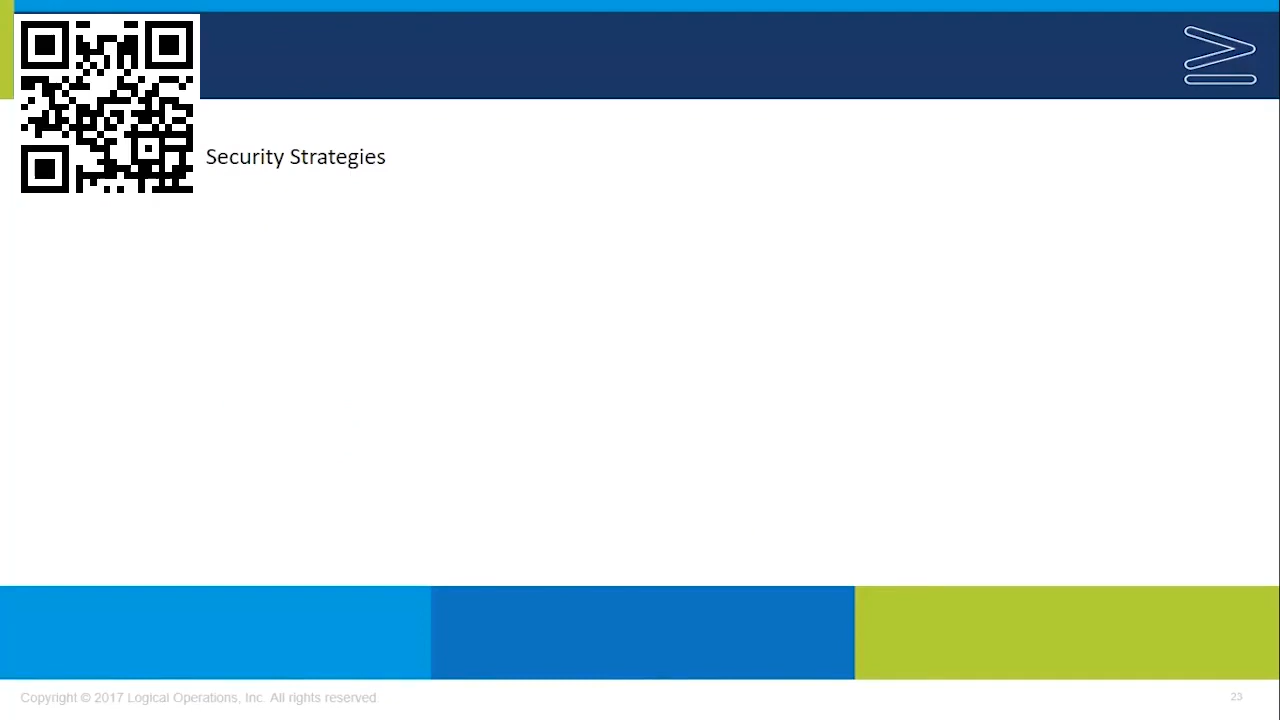 Security Strategies
Copyright © 2017 Logical Operations, Inc. All rights reserved.
23